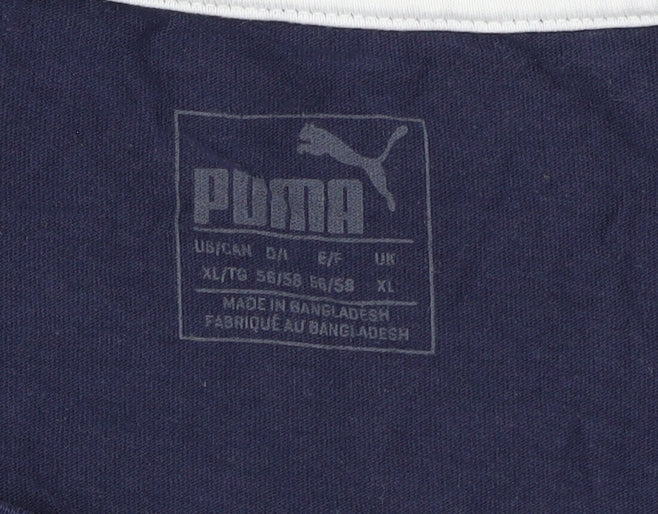 PUMA
US/CAN D/I E/F UK
XL/TG 56/58 56/58 XL
MADE IN BANGLADESH
FABRIQUÉ AU BANGLADESH